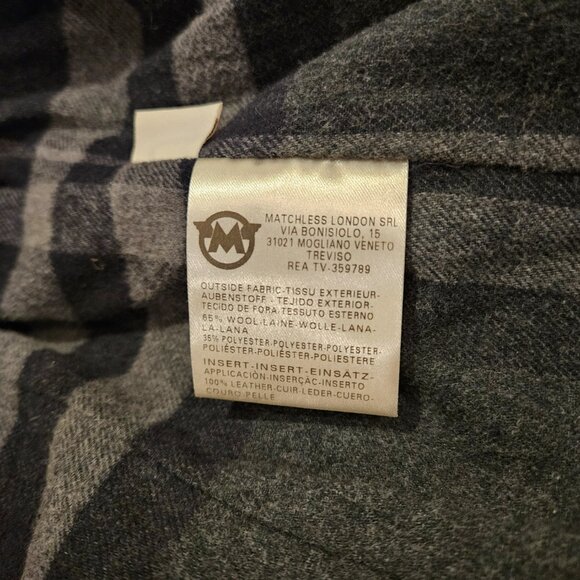 M
MATCHLESS LONDON SRL
VIA BONISIOLO, 15
31021 MOGLIANO VENETO
TREVISO
REA TV-359789
OUTSIDE FABRIC-TISSU EXTERIEUR-
AUBENSTOFF - TEJIDO EXTERIOR-
TECIDO DE FORA-TESSUTO ESTERNO
65% WOOL-LAINE-WOLLE-LANA-
LA-LANA
35% POLYESTER-POLYESTER-POLYESTER-
POLIÉSTER-POLIÉSTER-POLIESTERE
INSERT-INSERT-EINSATZ-
APPLICACIÓN-INSERÇAC-INSERTO
100% LEATHER-CUIR-LEDER-CUERO-
COURO-PELLE